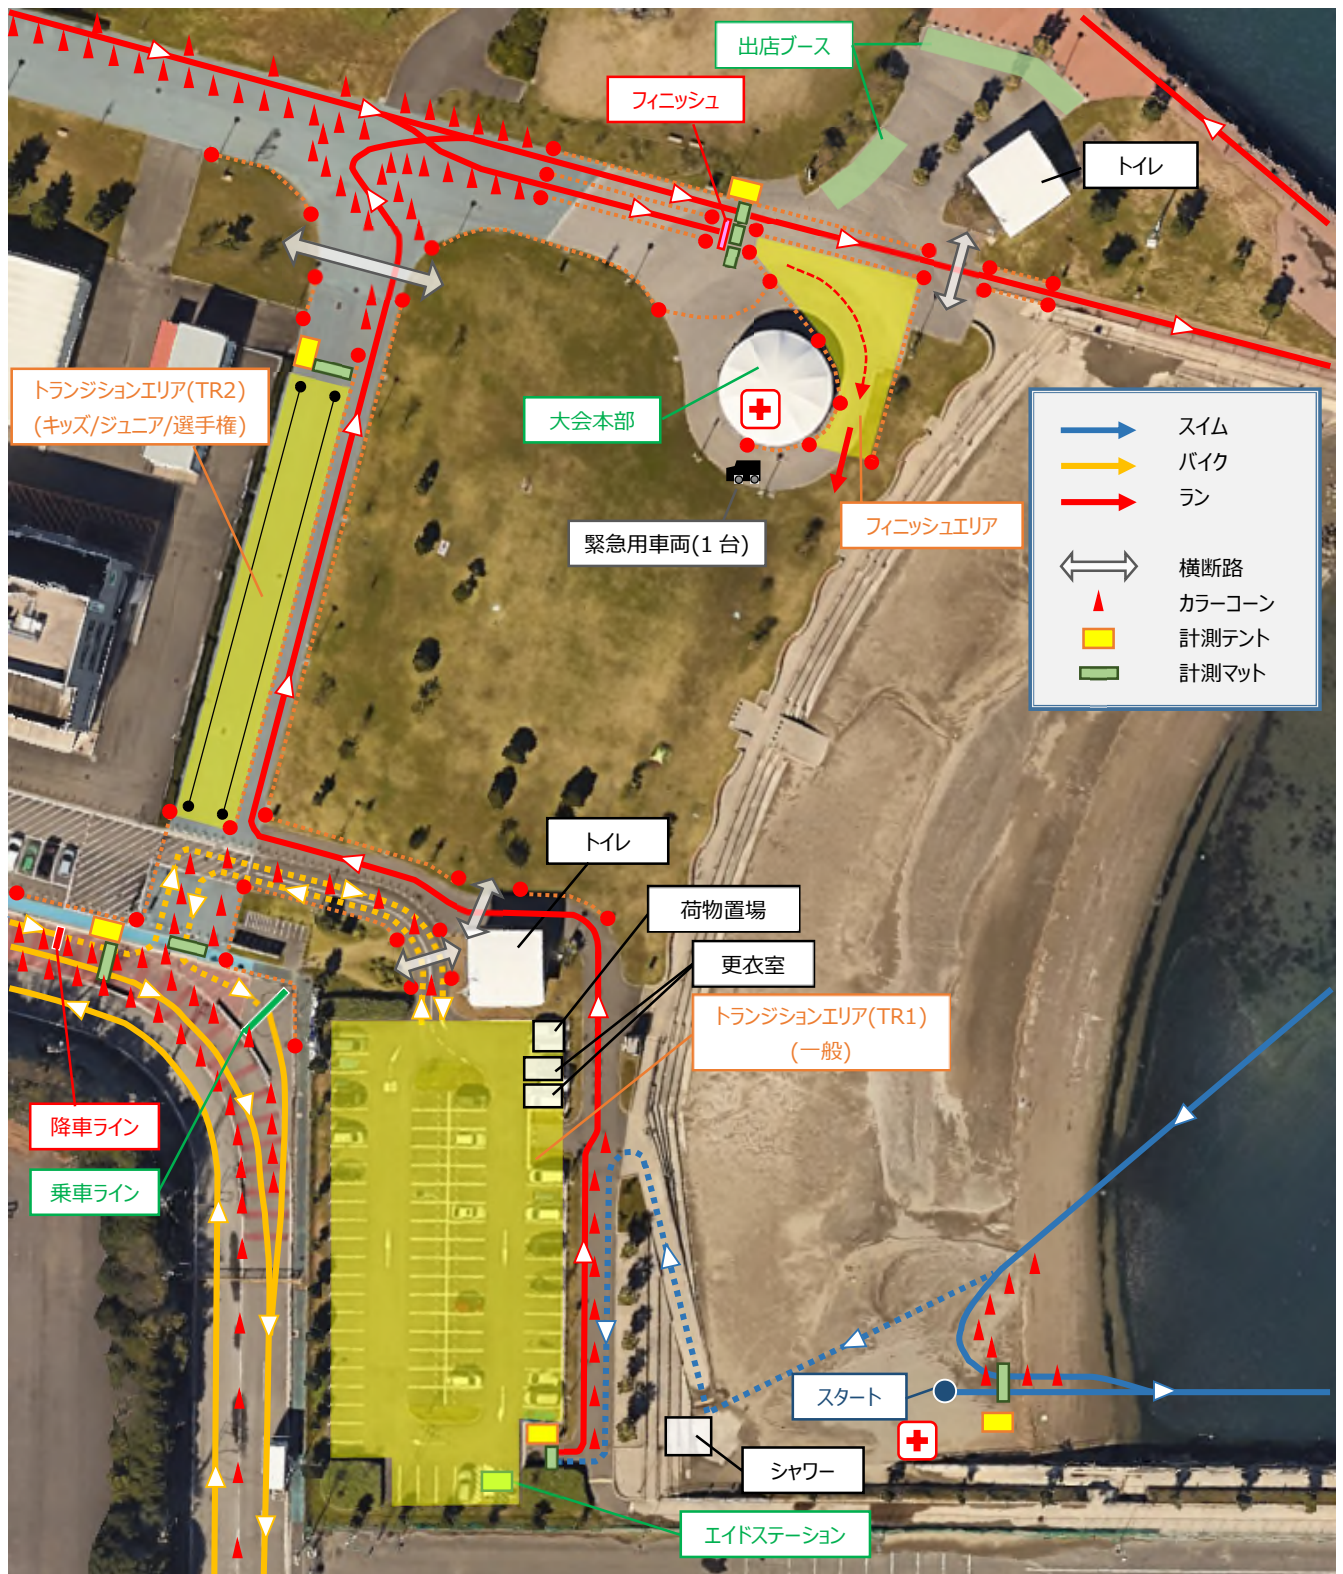 出店ブース
フィニッシュ
トイレ
トランジションエリア(TR2)
(キッズ/ジュニア/選手権)
大会本部
緊急用車両(1台)
フィニッシュエリア
スイム
バイク
ラン
横断路
カラーコーン
計測テント
計測マット
トイレ
荷物置場
更衣室
トランジションエリア(TR1)
(一般)
降車ライン
乗車ライン
スタート
シャワー
エイドステーション